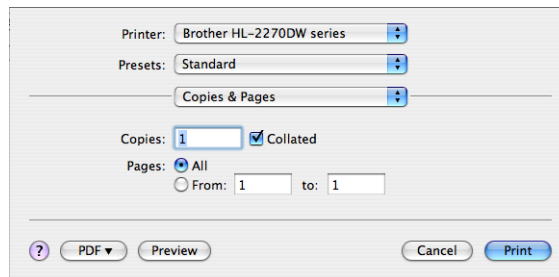 Printer: Brother HL-2270DW series
Presets: Standard
Copies & Pages
Copies: 1 Collated
Pages: All
From: 1 to: 1
? PDF▼ Preview Cancel Print